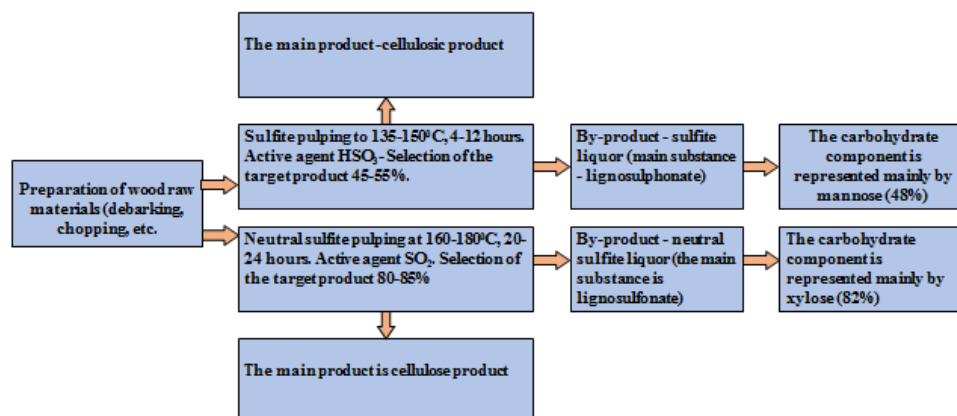 The main product -cellulosic product
Sulfite pulping to 135-150⁰C, 4-12 hours.
Active agent HSO₃- Selection of the
target product 45-55%.
By-product - sulfite
liquor (main substance
- lignosulphonate)
The carbohydrate
component is
represented mainly by
mannose (48%)
Preparation of wood raw
materials (debarking,
chopping, etc.
Neutral sulfite pulping at 160-180⁰C, 20-
24 hours. Active agent SO₂. Selection of
the target product 80-85%
By-product - neutral
sulfite liquor (the main
substance is
lignosulfonate)
The carbohydrate
component is
represented mainly by
xylose (82%)
The main product is cellulose product